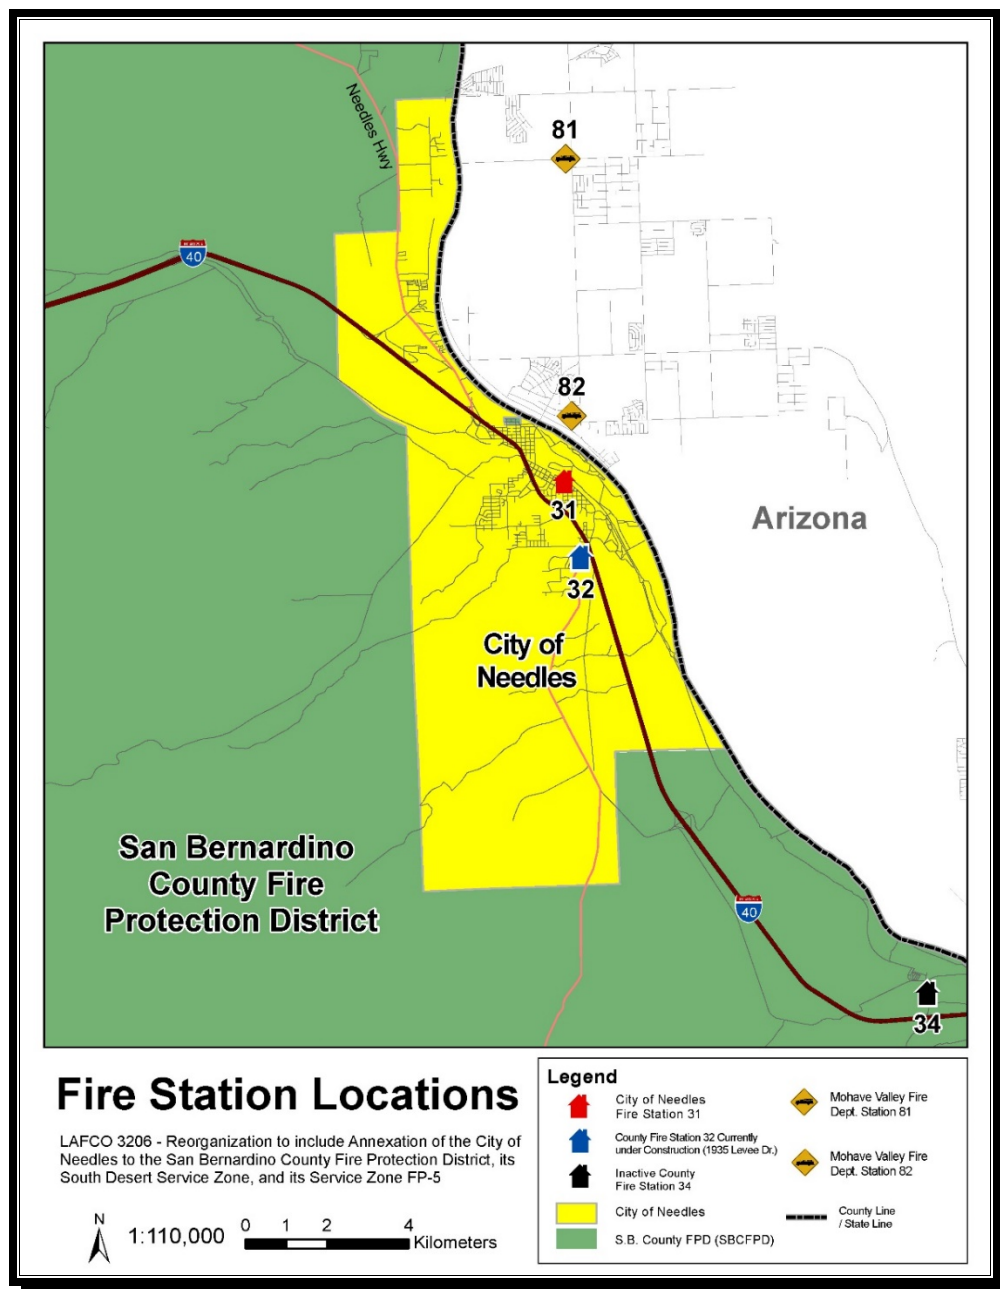 81
Needles Hwy
40
82
31
Arizona
32
City of
Needles
San Bernardino
County Fire
Protection District
40
34
Fire Station Locations
LAFCO 3206 - Reorganization to include Annexation of the City of
Needles to the San Bernardino County Fire Protection District, its
South Desert Service Zone, and its Service Zone FP-5
N
1:110,000
0 1 2 4
Kilometers
Legend
City of Needles
Fire Station 31
County Fire Station 32 Currently
under Construction (1935 Levee Dr.)
Inactive County
Fire Station 34
City of Needles
S.B. County FPD (SBCFPD)
Mohave Valley Fire
Dept. Station 81
Mohave Valley Fire
Dept. Station 82
County Line
/ State Line